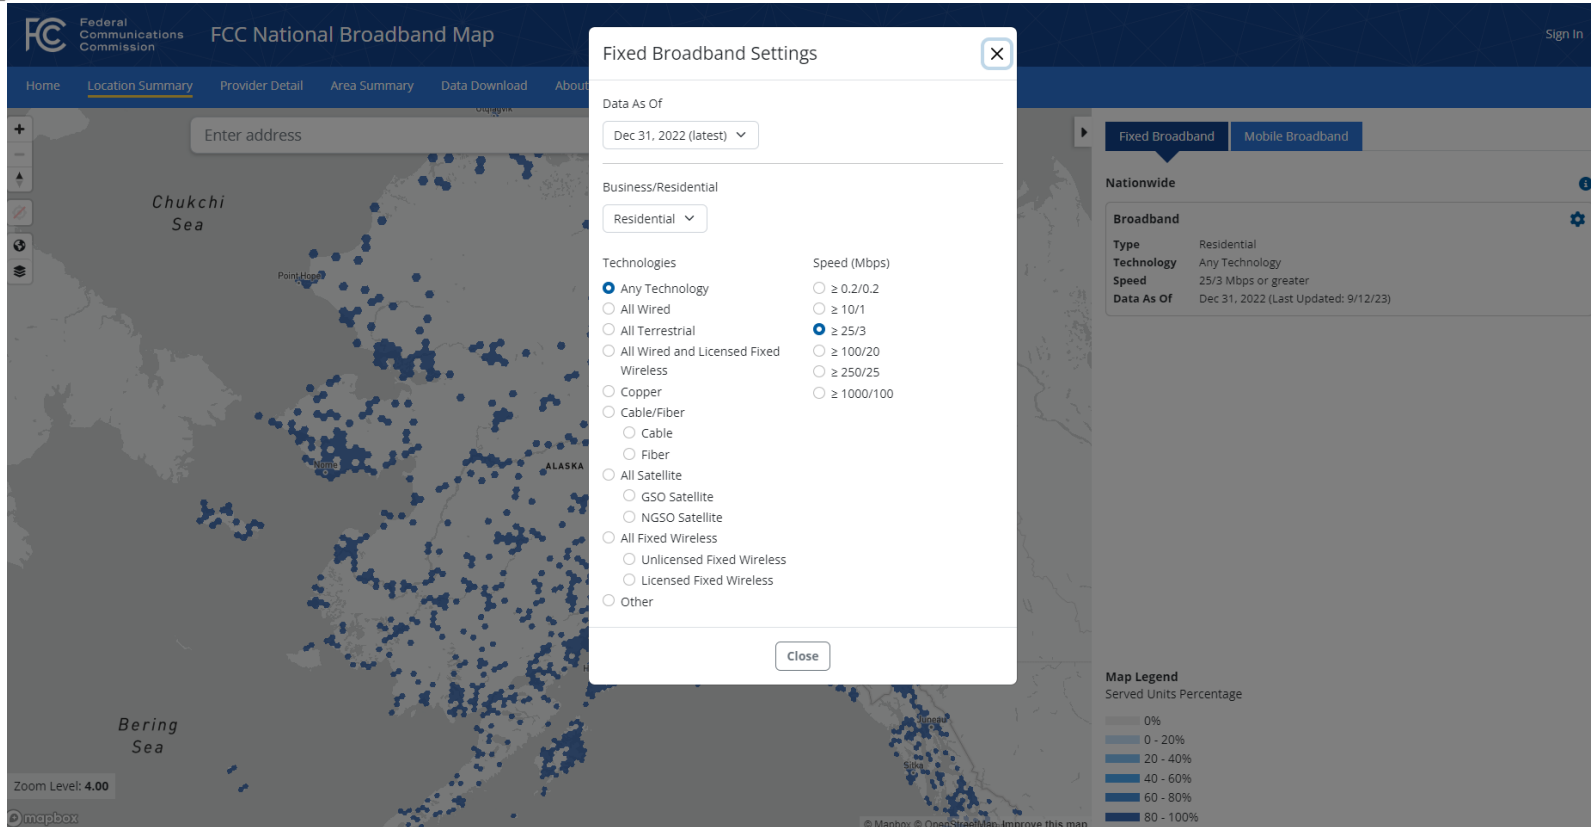 FCC
Federal
Communications
Commission
FCC National Broadband Map
Sign In
Home
Location Summary
Provider Detail
Area Summary
Data Download
About
Enter address
Chukchi
Sea
Point Hope
Nome
ALASKA
Bering
Sea
Juneau
Sitka
Zoom Level: 4.00
mapbox
© Mapbox © OpenStreetMap Improve this map
Fixed Broadband Settings
Data As Of
Dec 31, 2022 (latest)
Business/Residential
Residential
Technologies
Any Technology
All Wired
All Terrestrial
All Wired and Licensed Fixed
Wireless
Copper
Cable/Fiber
Cable
Fiber
All Satellite
GSO Satellite
NGSO Satellite
All Fixed Wireless
Unlicensed Fixed Wireless
Licensed Fixed Wireless
Other
Speed (Mbps)
≥ 0.2/0.2
≥ 10/1
≥ 25/3
≥ 100/20
≥ 250/25
≥ 1000/100
Close
Fixed Broadband
Mobile Broadband
Nationwide
Broadband
Type Residential
Technology Any Technology
Speed 25/3 Mbps or greater
Data As Of Dec 31, 2022 (Last Updated: 9/12/23)
Map Legend
Served Units Percentage
0%
0 - 20%
20 - 40%
40 - 60%
60 - 80%
80 - 100%